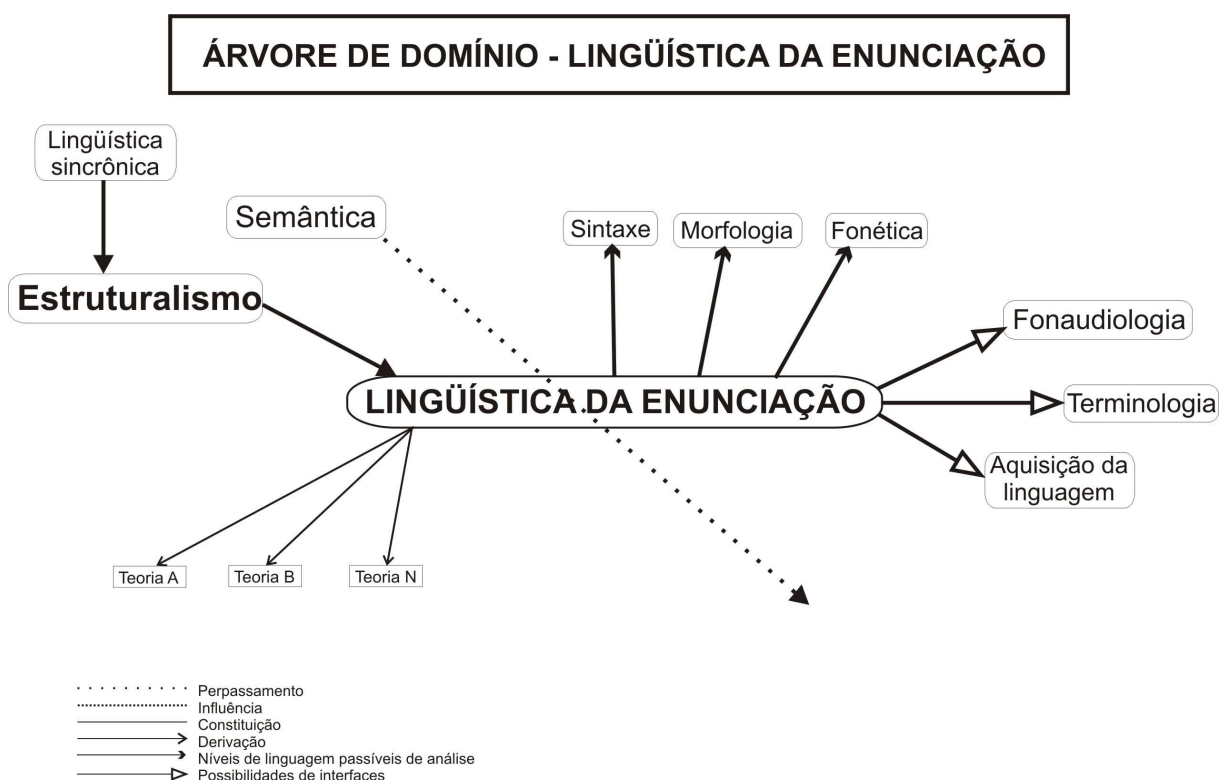 ÁRVORE DE DOMÍNIO - LINGÜÍSTICA DA ENUNCIAÇÃO
Lingüística
sincrônica
Semântica
Sintaxe
Morfologia
Fonética
Estruturalismo
Fonaudiologia
LINGÜÍSTICA DA ENUNCIAÇÃO
Terminologia
Aquisição da
linguagem
Teoria A
Teoria B
Teoria N
Perpassamento
Influência
Constituição
Derivação
Níveis de linguagem passíveis de análise
Possibilidades de interfaces